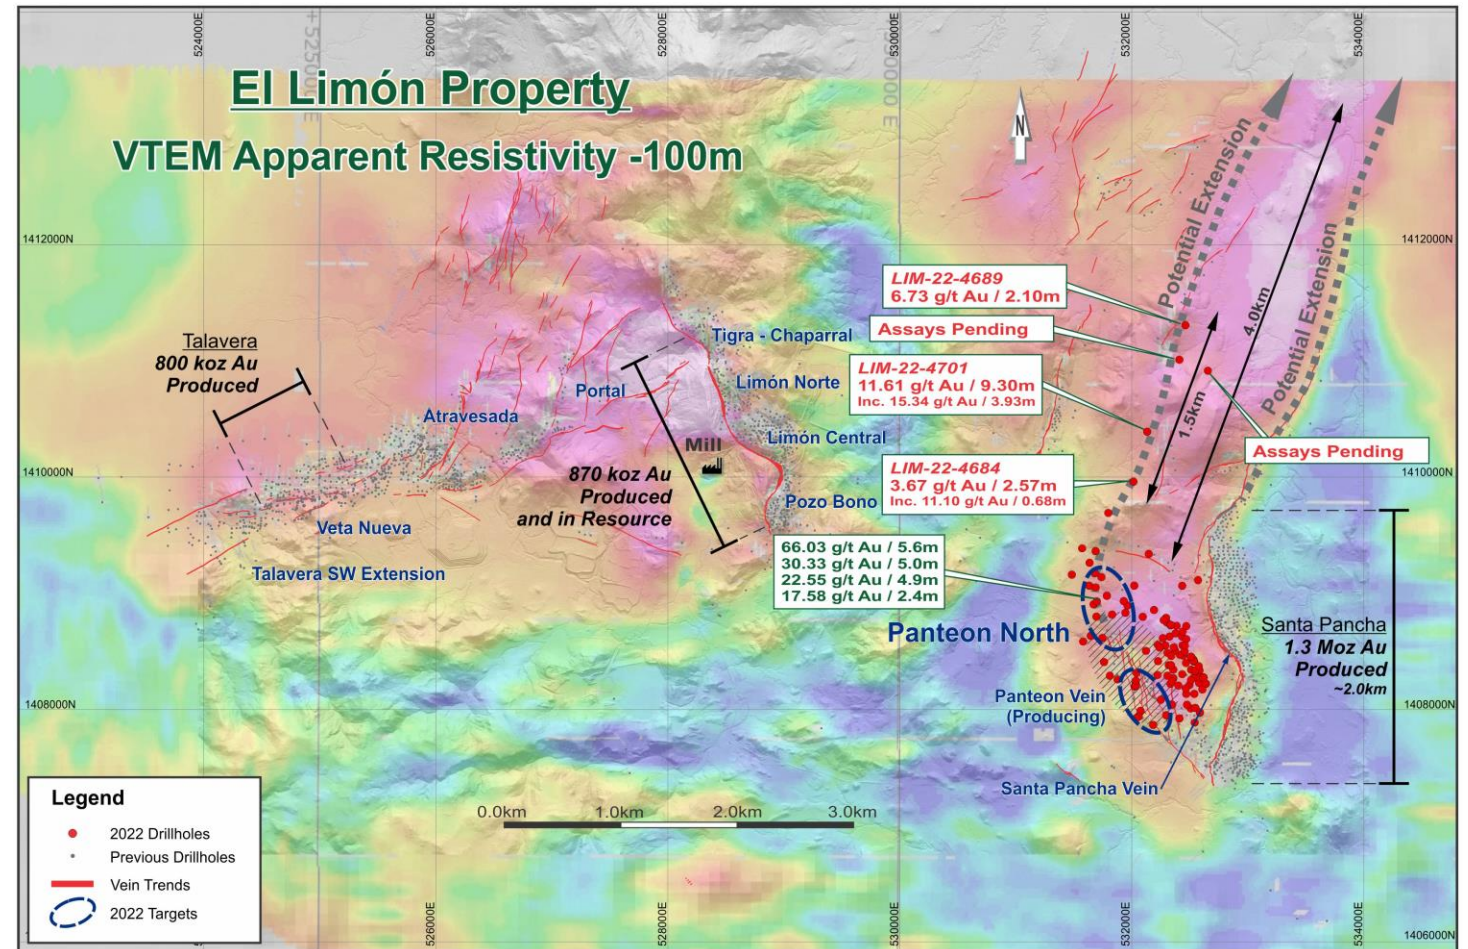 524000E
526000E
528000E
530000E
532000E
534000E
El Limón Property
VTEM Apparent Resistivity -100m
N
1412000N
1412000N
Potential Extension
Potential Extension
LIM-22-4689
6.73 g/t Au / 2.10m
Assays Pending
LIM-22-4701
11.61 g/t Au / 9.30m
Inc. 15.34 g/t Au / 3.93m
4.0km
1.5km
Assays Pending
LIM-22-4684
3.67 g/t Au / 2.57m
Inc. 11.10 g/t Au / 0.68m
Talavera
800 koz Au
Produced
Tigra - Chaparral
Limón Norte
Portal
Atravesada
Limón Central
Mill
1410000N
1410000N
870 koz Au
Produced
and in Resource
Pozo Bono
Veta Nueva
Talavera SW Extension
66.03 g/t Au / 5.6m
30.33 g/t Au / 5.0m
22.55 g/t Au / 4.9m
17.58 g/t Au / 2.4m
Panteon North
Santa Pancha
1.3 Moz Au
Produced
~2.0km
Panteon Vein
(Producing)
1408000N
1408000N
Santa Pancha Vein
0.0km
1.0km
2.0km
3.0km
Legend
2022 Drillholes
Previous Drillholes
Vein Trends
2022 Targets
526000E
528000E
530000E
532000E
534000E
1406000N